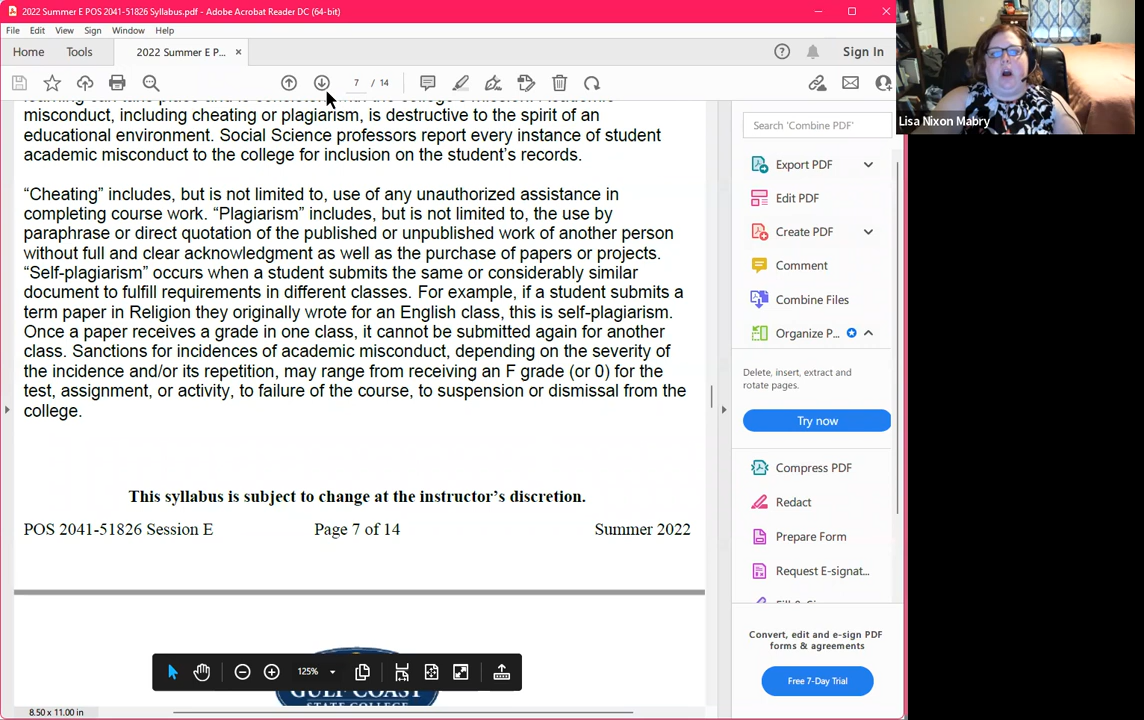 2022 Summer E POS 2041-51826 Syllabus.pdf - Adobe Acrobat Reader DC (64-bit)
File Edit View Sign Window Help
Home Tools 2022 Summer E P... × Sign In
7 / 14
misconduct, including cheating or plagiarism, is destructive to the spirit of an
educational environment. Social Science professors report every instance of student
academic misconduct to the college for inclusion on the student's records.
“Cheating” includes, but is not limited to, use of any unauthorized assistance in
completing course work. “Plagiarism” includes, but is not limited to, the use by
paraphrase or direct quotation of the published or unpublished work of another person
without full and clear acknowledgment as well as the purchase of papers or projects.
“Self-plagiarism” occurs when a student submits the same or considerably similar
document to fulfill requirements in different classes. For example, if a student submits a
term paper in Religion they originally wrote for an English class, this is self-plagiarism.
Once a paper receives a grade in one class, it cannot be submitted again for another
class. Sanctions for incidences of academic misconduct, depending on the severity of
the incidence and/or its repetition, may range from receiving an F grade (or 0) for the
test, assignment, or activity, to failure of the course, to suspension or dismissal from the
college.
This syllabus is subject to change at the instructor's discretion.
POS 2041-51826 Session E Page 7 of 14 Summer 2022
125%
GULF COAST
STATE COLLEGE
8.50 x 11.00 in
Search 'Combine PDF'
Export PDF
Edit PDF
Create PDF
Comment
Combine Files
Organize P...
Delete, insert, extract and
rotate pages.
Try now
Compress PDF
Redact
Prepare Form
Request E-signat...
Convert, edit and e-sign PDF
forms & agreements
Free 7-Day Trial
Lisa Nixon Mabry